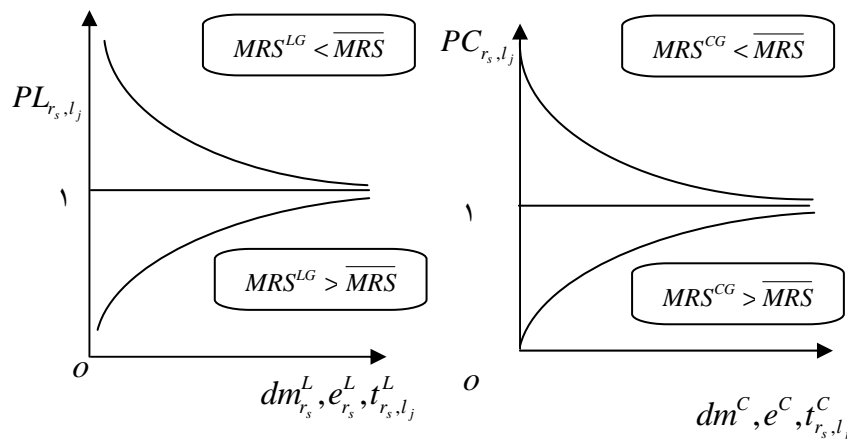 MRS^{LG} < \overline{MRS}
PL_{r_s,l_j}
١
MRS^{LG} > \overline{MRS}
o
dm^L_{r_s}, e^L_{r_s}, t^L_{r_s,l_j}
MRS^{CG} < \overline{MRS}
PC_{r_s,l_j}
١
MRS^{CG} > \overline{MRS}
o
dm^C, e^C, t^C_{r_s,l_j}